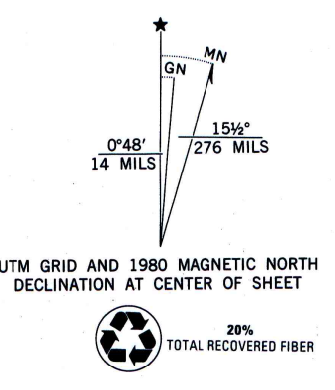 MN
GN
0°48′
14 MILS
15½°
276 MILS
UTM GRID AND 1980 MAGNETIC NORTH
DECLINATION AT CENTER OF SHEET
20%
TOTAL RECOVERED FIBER